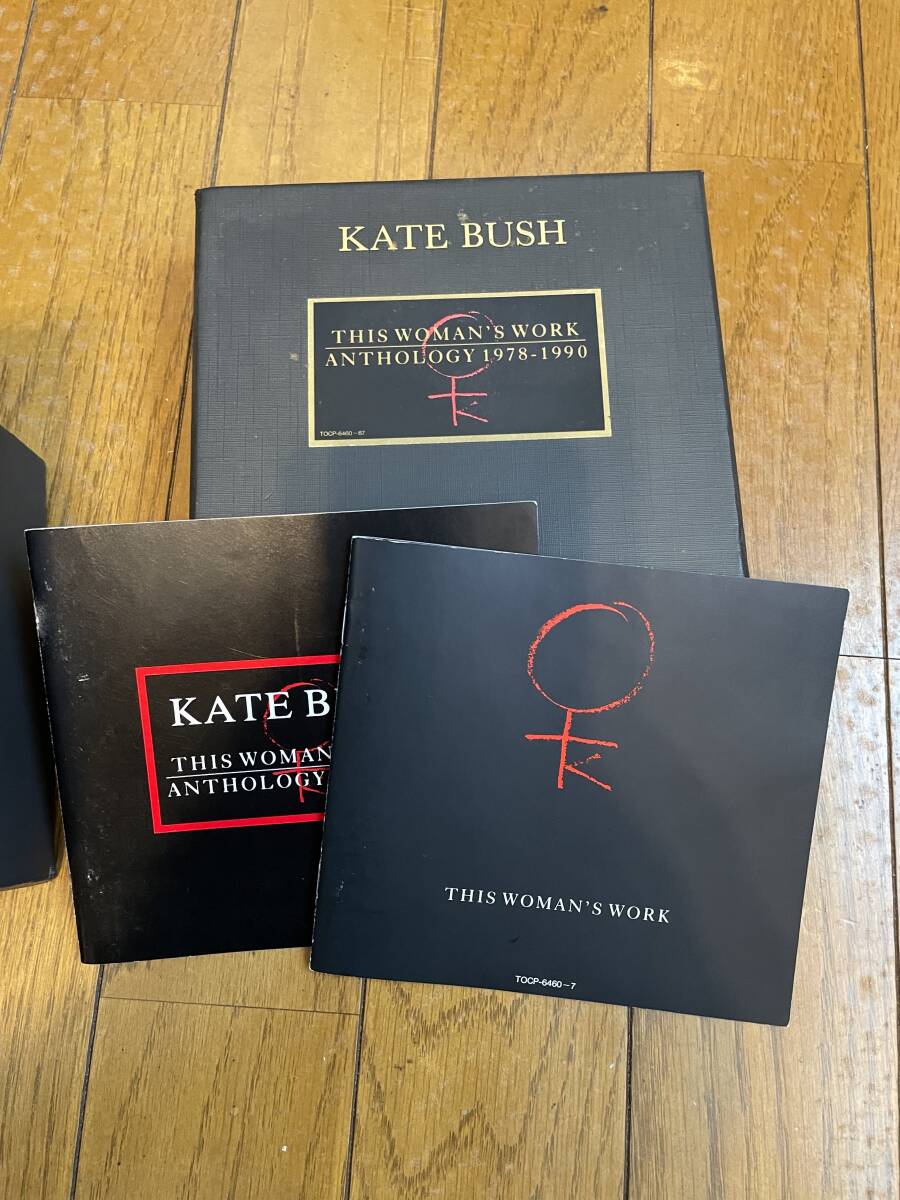 KATE BUSH
THIS WOMAN'S WORK
ANTHOLOGY 1978-1990
TOCP-6460~67
KATE B
THIS WOMAN
ANTHOLOGY
THIS WOMAN'S WORK
TOCP-6460~7